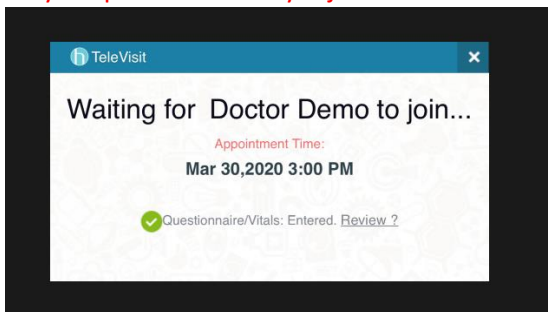 TeleVisit
Waiting for Doctor Demo to join...
Appointment Time:
Mar 30,2020 3:00 PM
Questionnaire/Vitals: Entered. Review ?